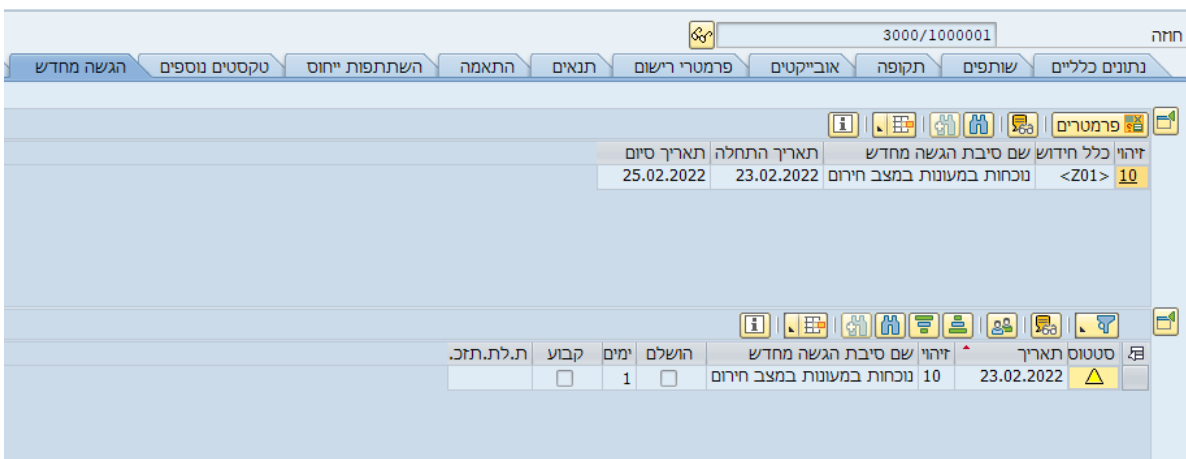 חוזה 3000/1000001
נתונים כלליים שותפים תקופה אובייקטים פרמטרי רישום תנאים התאמה השתתפות ייחוס טקסטים נוספים הגשה מחדש
פרמטרים
זיהוי כלל חידוש שם סיבת הגשה מחדש תאריך התחלה תאריך סיום
10 <Z01> נוכחות במעונות במצב חירום 23.02.2022 25.02.2022
סטטוס תאריך זיהוי שם סיבת הגשה מחדש הושלם ימים קבוע ת.לת.תזכ.
23.02.2022 10 נוכחות במעונות במצב חירום 1